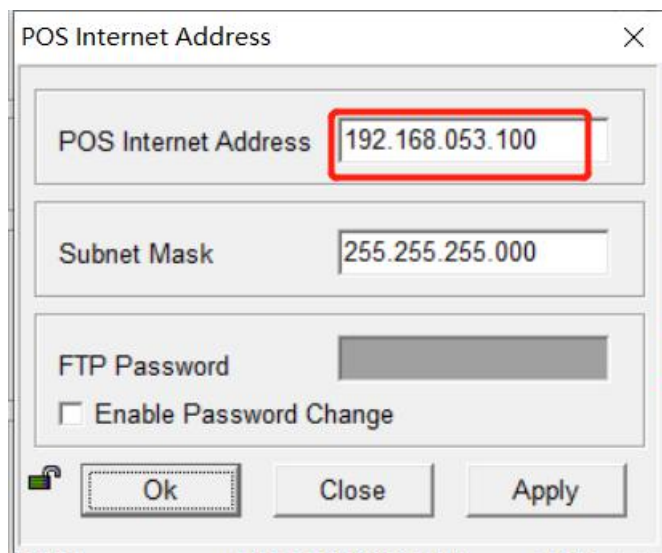 POS Internet Address
POS Internet Address 192.168.053.100
Subnet Mask 255.255.255.000
FTP Password
Enable Password Change
Ok Close Apply